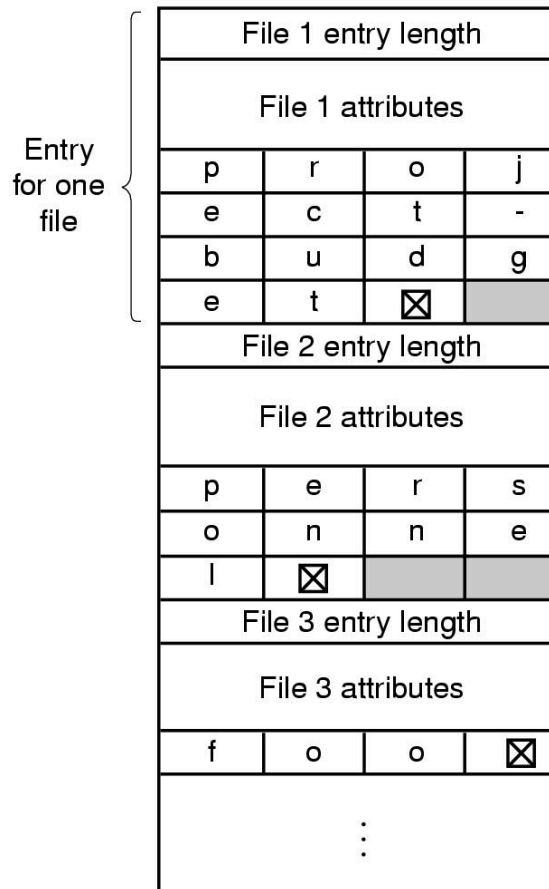 File 1 entry length
File 1 attributes
Entry
for one
file
p r o j
e c t -
b u d g
e t
File 2 entry length
File 2 attributes
p e r s
o n n e
l
File 3 entry length
File 3 attributes
f o o
⋮